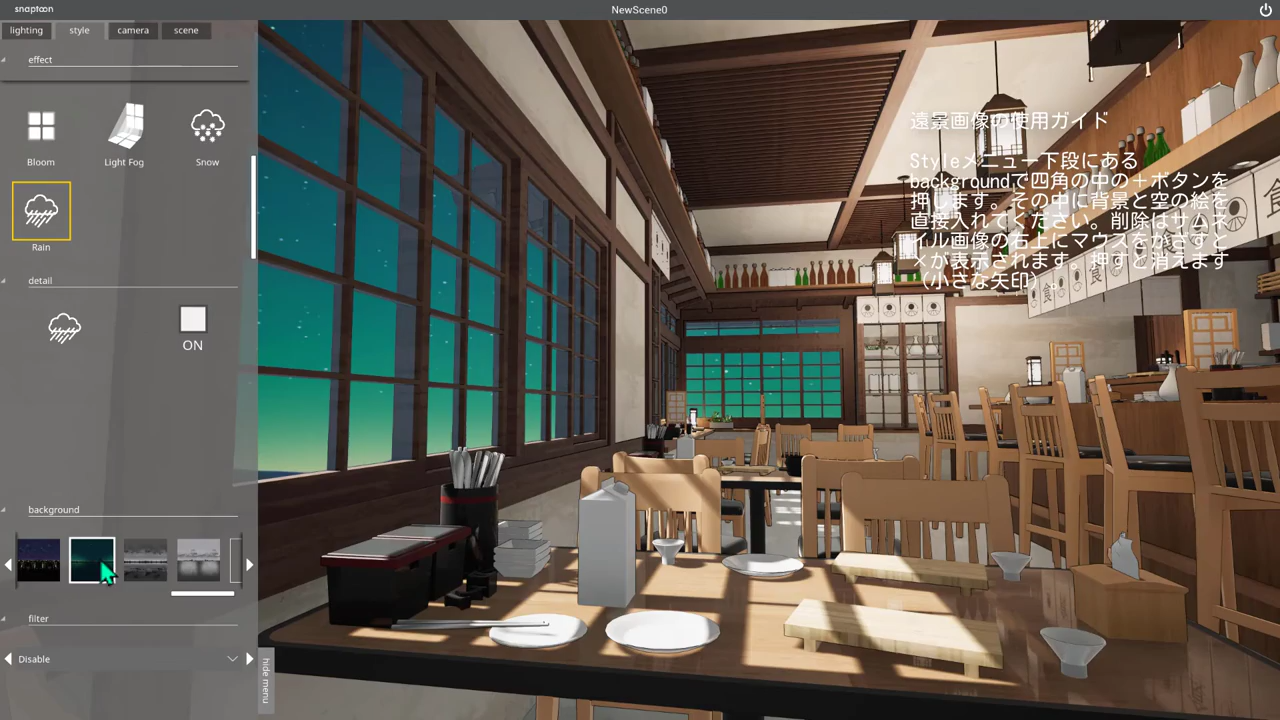 snaptoon
NewScene0
lighting
style
camera
scene
effect
Bloom
Light Fog
Snow
Rain
detail
ON
background
filter
Disable
hide menu
遠景画像の使用ガイド
Styleメニュー下段にある
backgroundで四角の中の＋ボタンを
押します。その中に背景と空の絵を
直接入れてください。削除はサムネ
イル画像の右上にマウスをかざすと
×が表示されます。押すと消えます
（小さな矢印）。
食
食